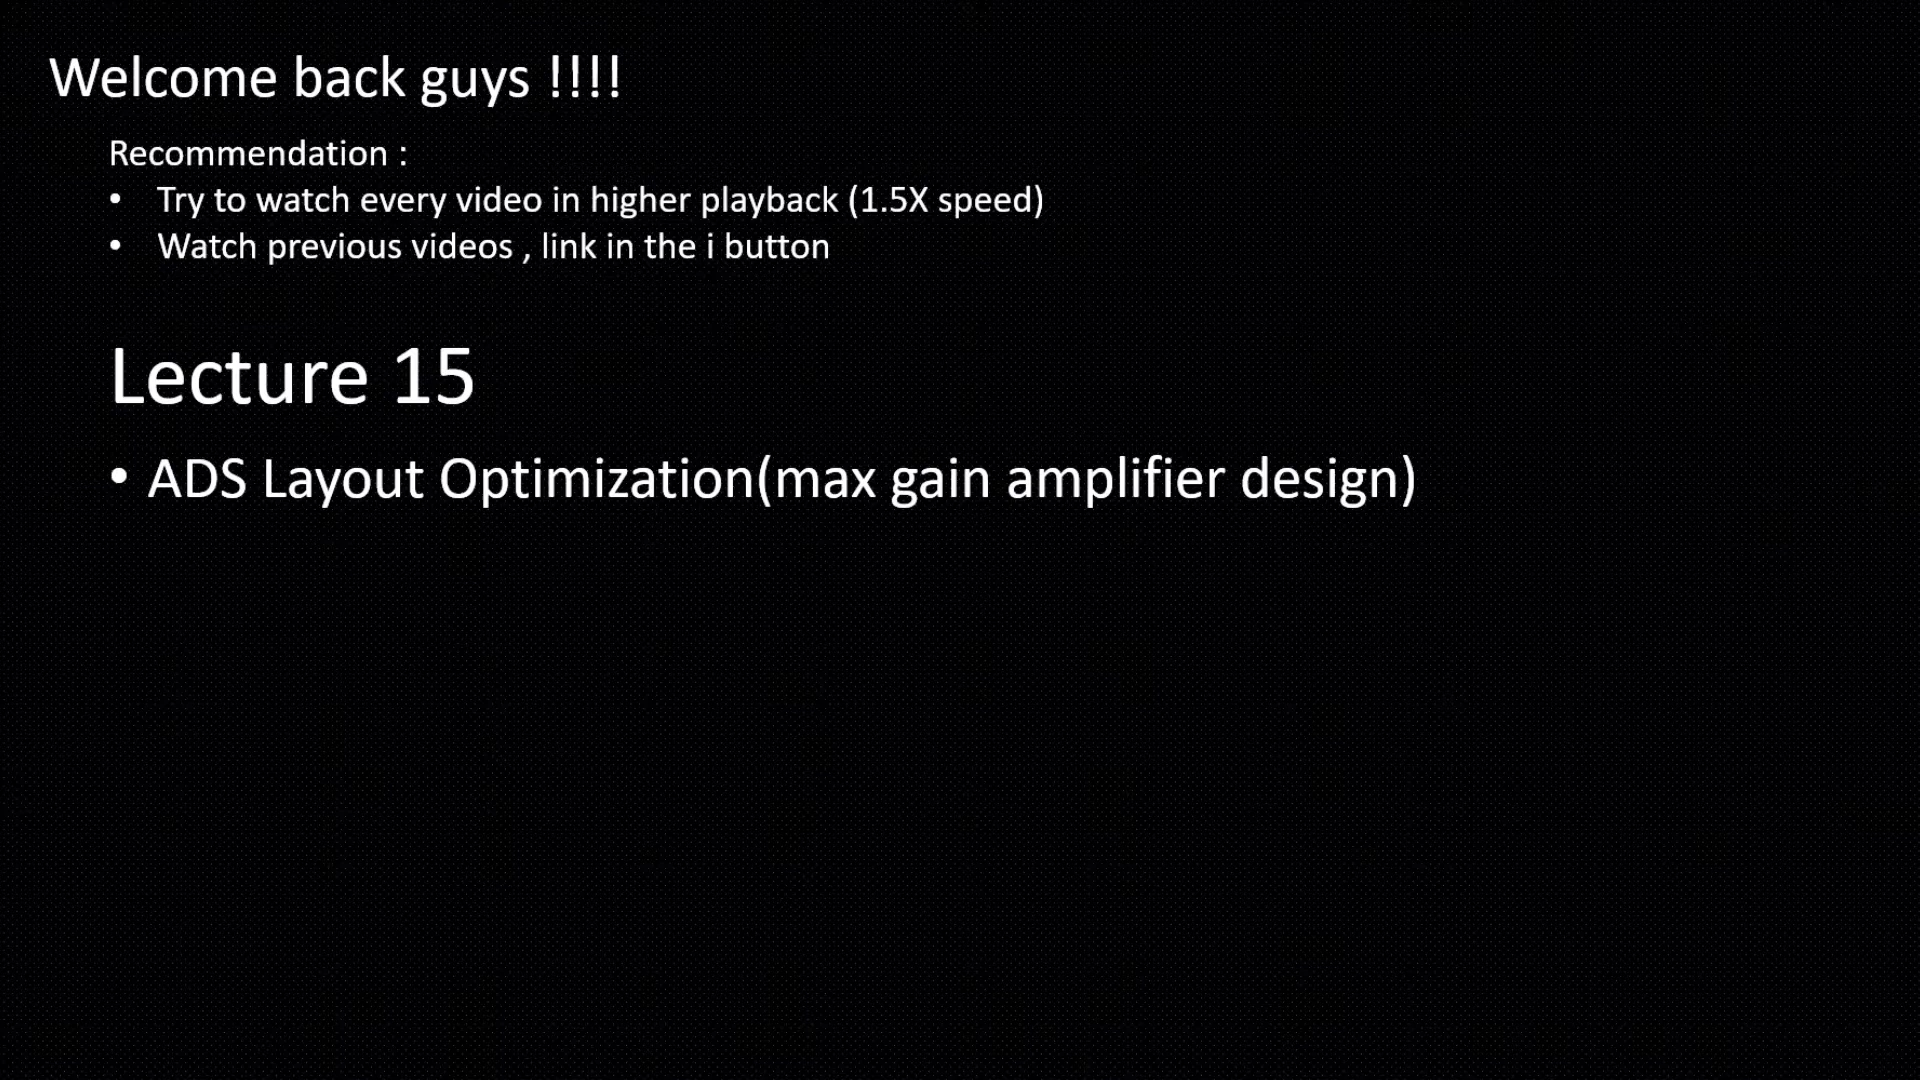 Welcome back guys !!!!
Recommendation :
• Try to watch every video in higher playback (1.5X speed)
• Watch previous videos , link in the i button
Lecture 15
• ADS Layout Optimization(max gain amplifier design)